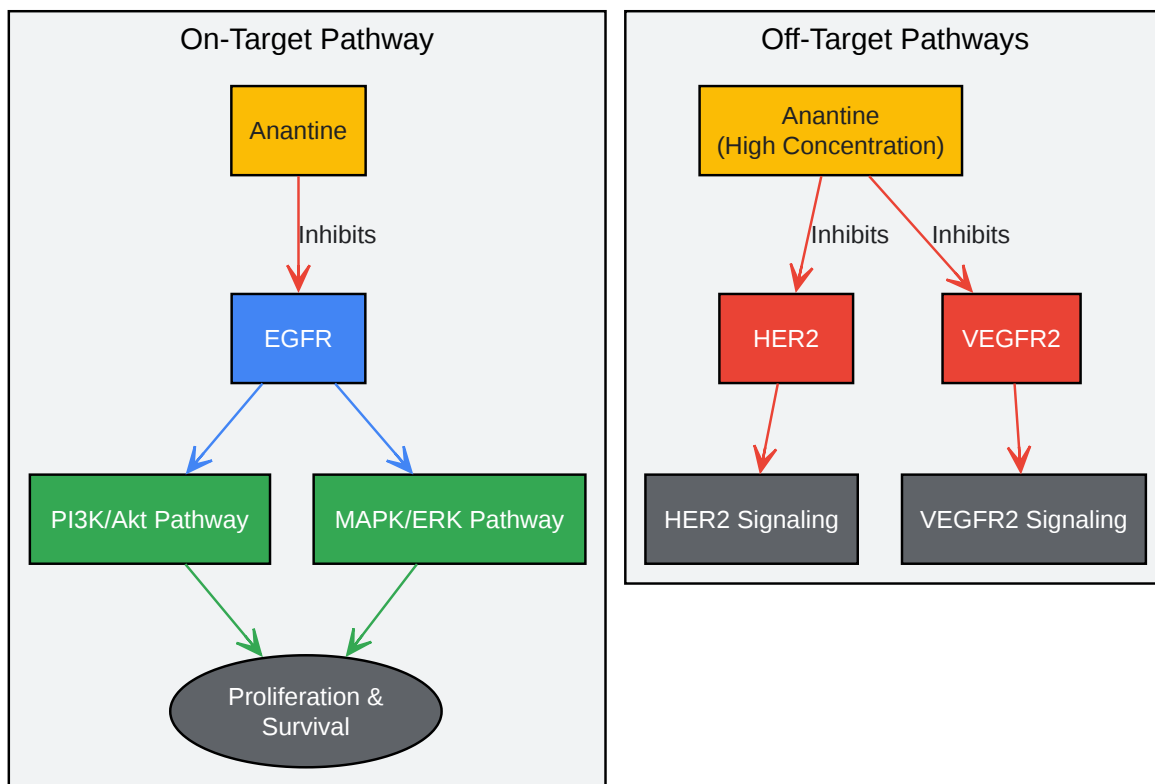 On-Target Pathway
Anantine
Inhibits
EGFR
PI3K/Akt Pathway
MAPK/ERK Pathway
Proliferation &
Survival
Off-Target Pathways
Anantine
(High Concentration)
Inhibits
Inhibits
HER2
VEGFR2
HER2 Signaling
VEGFR2 Signaling